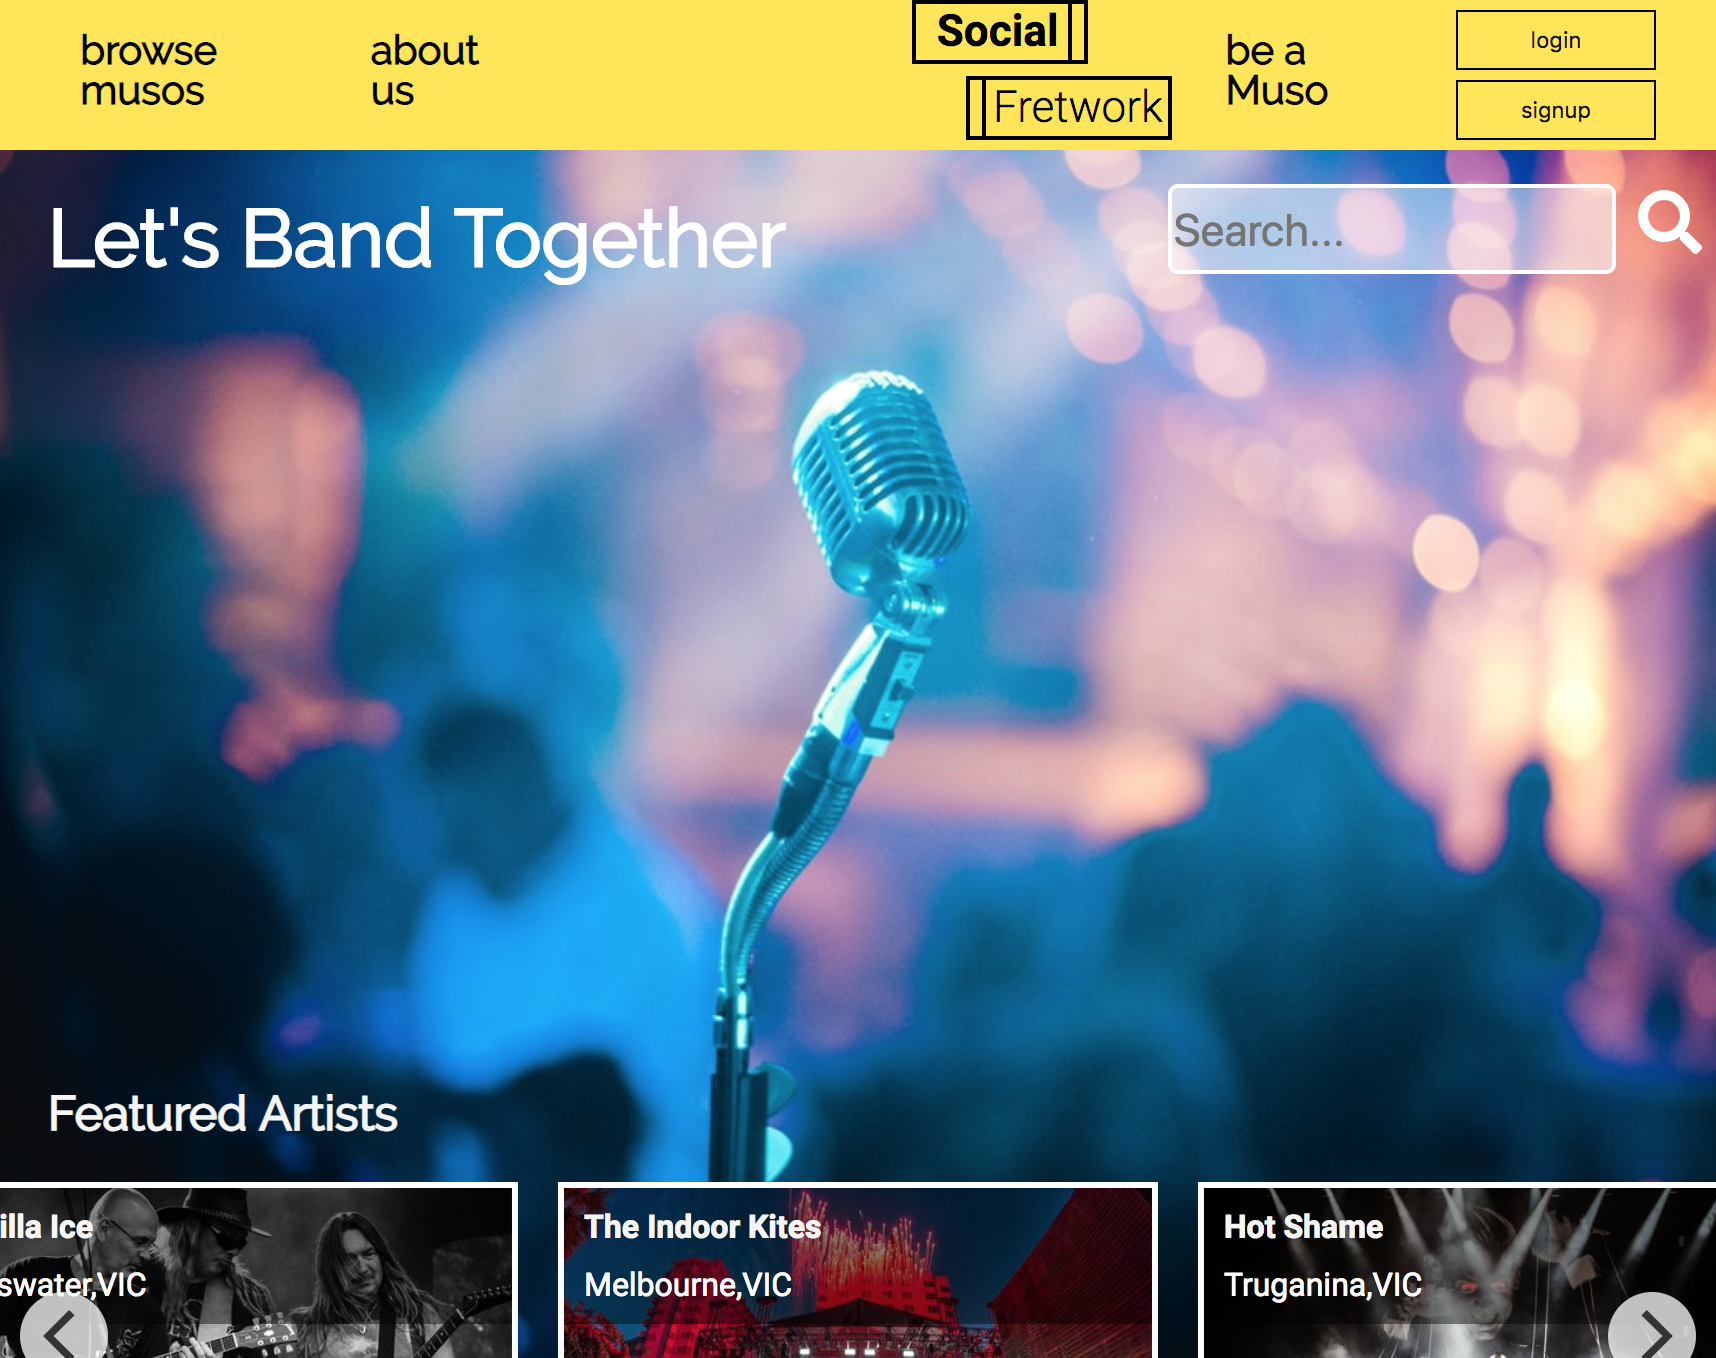 browse
musos
about
us
Social
Fretwork
be a
Muso
login
signup
Let's Band Together
Search...
Featured Artists
illa Ice
swater,VIC
The Indoor Kites
Melbourne,VIC
Hot Shame
Truganina,VIC